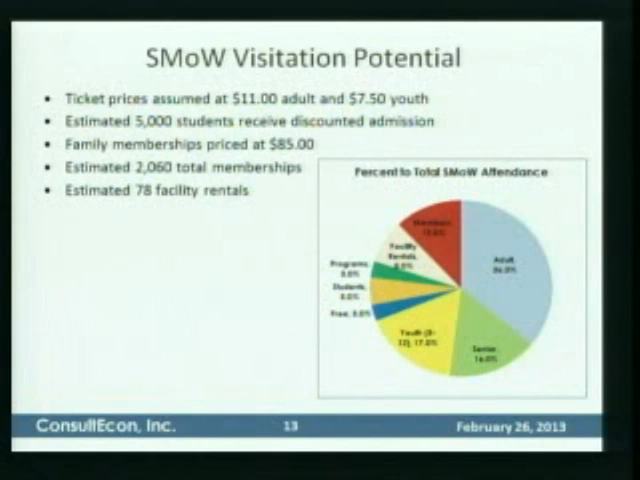 SMoW Visitation Potential
• Ticket prices assumed at $11.00 adult and $7.50 youth
• Estimated 5,000 students receive discounted admission
• Family memberships priced at $85.00
• Estimated 2,060 total memberships
• Estimated 78 facility rentals
Percent to Total SMoW Attendance
Members,
Facility
Rentals,
Programs,
Students,
Free,
Adult,
Youth (5-
12), 17.0%
Senior,
16.0%
ConsultEcon, Inc.
13
February 26, 2013